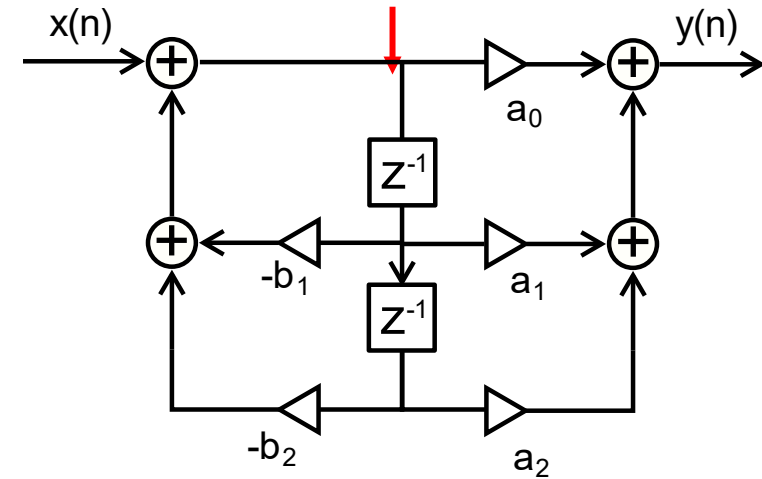 x(n)
y(n)
a₀
Z⁻¹
-b₁
a₁
Z⁻¹
-b₂
a₂